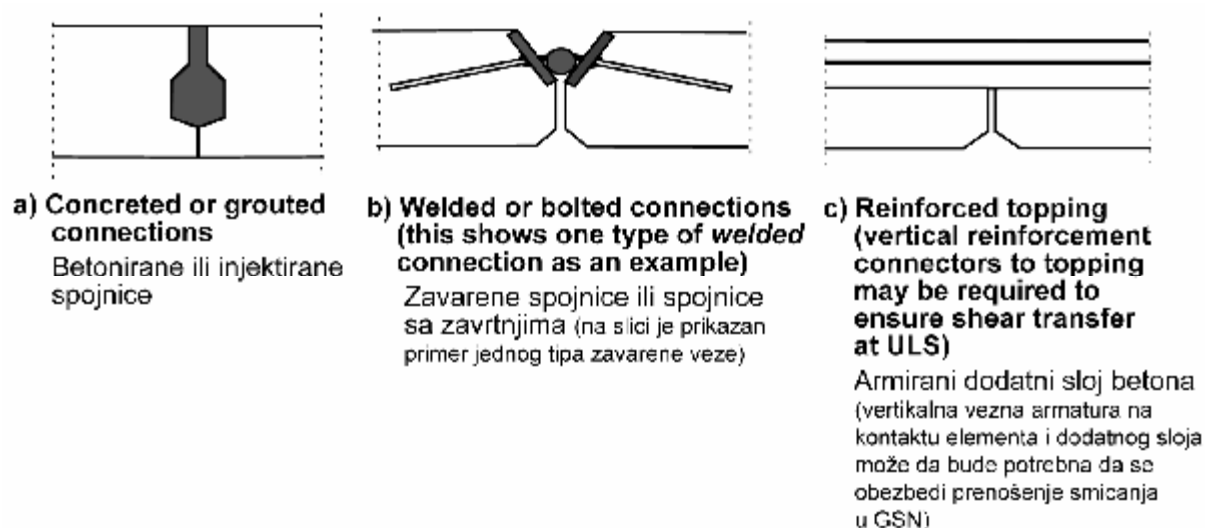 a) Concreted or grouted
connections
Betonirane ili injektirane
spojnice
b) Welded or bolted connections
(this shows one type of welded
connection as an example)
Zavarene spojnice ili spojnice
sa zavrtnjima (na slici je prikazan
primer jednog tipa zavarene veze)
c) Reinforced topping
(vertical reinforcement
connectors to topping
may be required to
ensure shear transfer
at ULS)
Armirani dodatni sloj betona
(vertikalna vezna armatura na
kontaktu elementa i dodatnog sloja
može da bude potrebna da se
obezbedi prenošenje smicanja
u GSN)